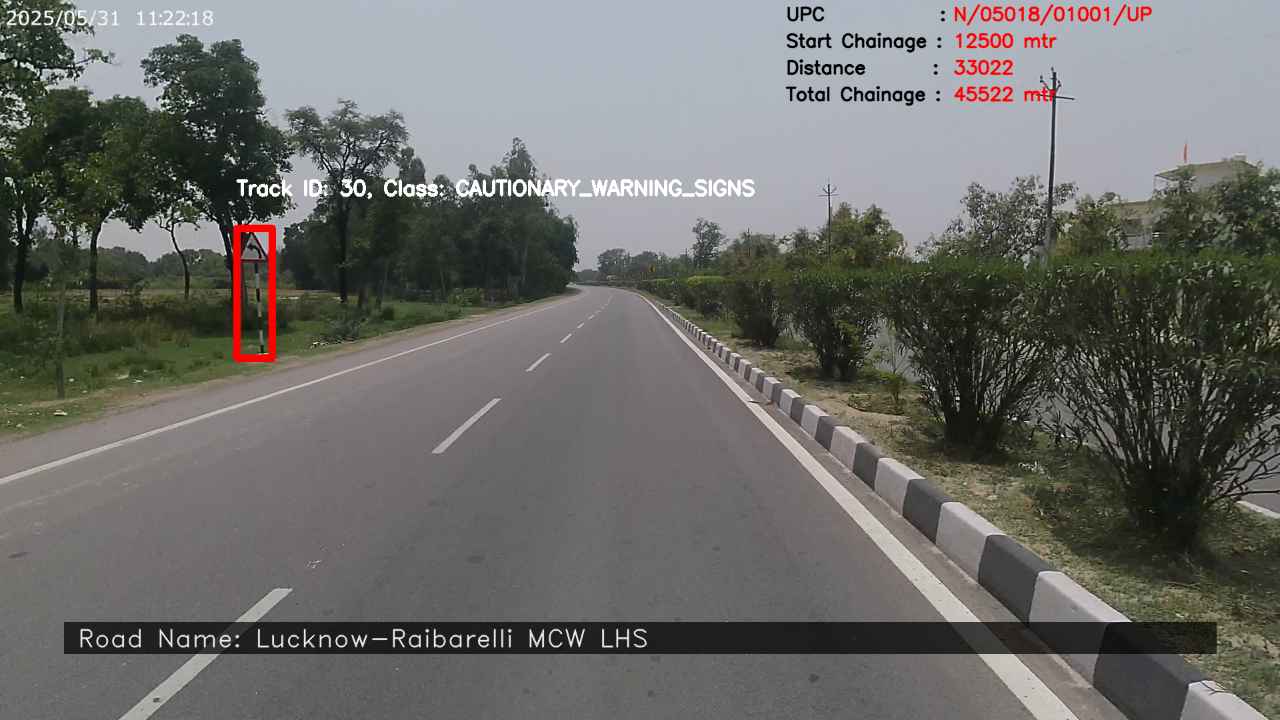 2025/05/31 11:22:18
UPC : N/05018/01001/UP
Start Chainage : 12500 mtr
Distance : 33022
Total Chainage : 45522 mtr
Track ID: 30, Class: CAUTIONARY_WARNING_SIGNS
Road Name: Lucknow-Raibarelli MCW LHS